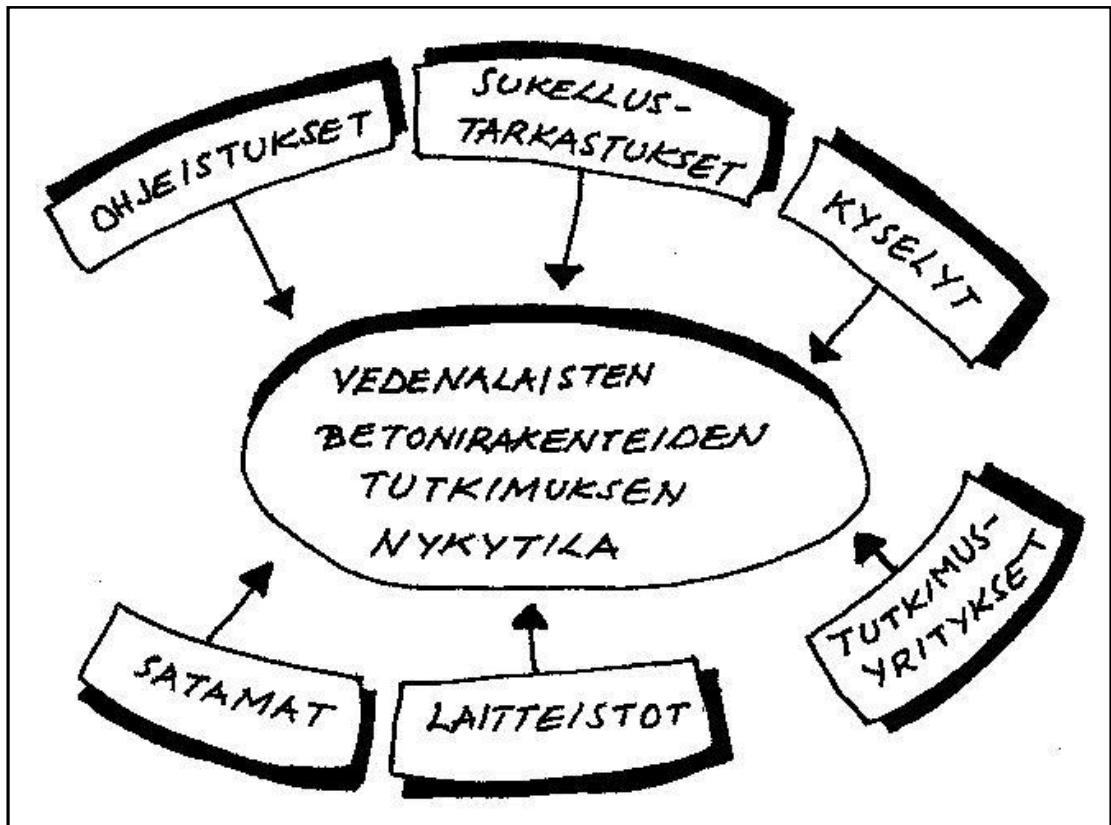 OHJEISTUKSET
SUKELLUS-
TARKASTUKSET
KYSELYT
VEDENALAISTEN
BETONIRAKENTEIDEN
TUTKIMUKSEN
NYKYTILA
TUTKIMUS-
YRITYKSET
SATAMAT
LAITTEISTOT